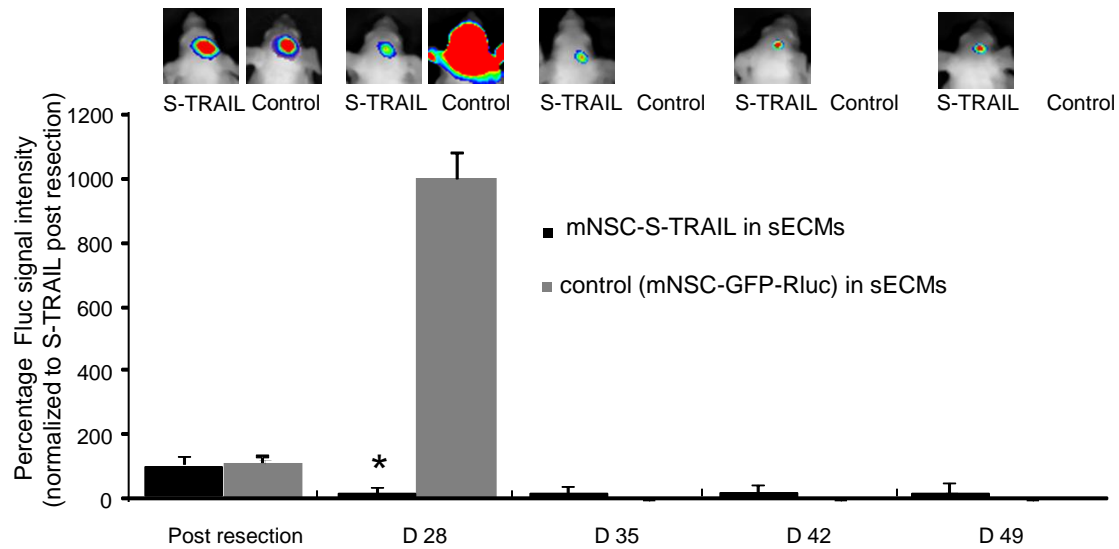 S-TRAIL Control S-TRAIL Control S-TRAIL Control S-TRAIL Control S-TRAIL Control
Percentage Fluc signal intensity
(normalized to S-TRAIL post resection)
1200
1000
800
600
400
200
0
*
mNSC-S-TRAIL in sECMs
control (mNSC-GFP-Rluc) in sECMs
Post resection D 28 D 35 D 42 D 49